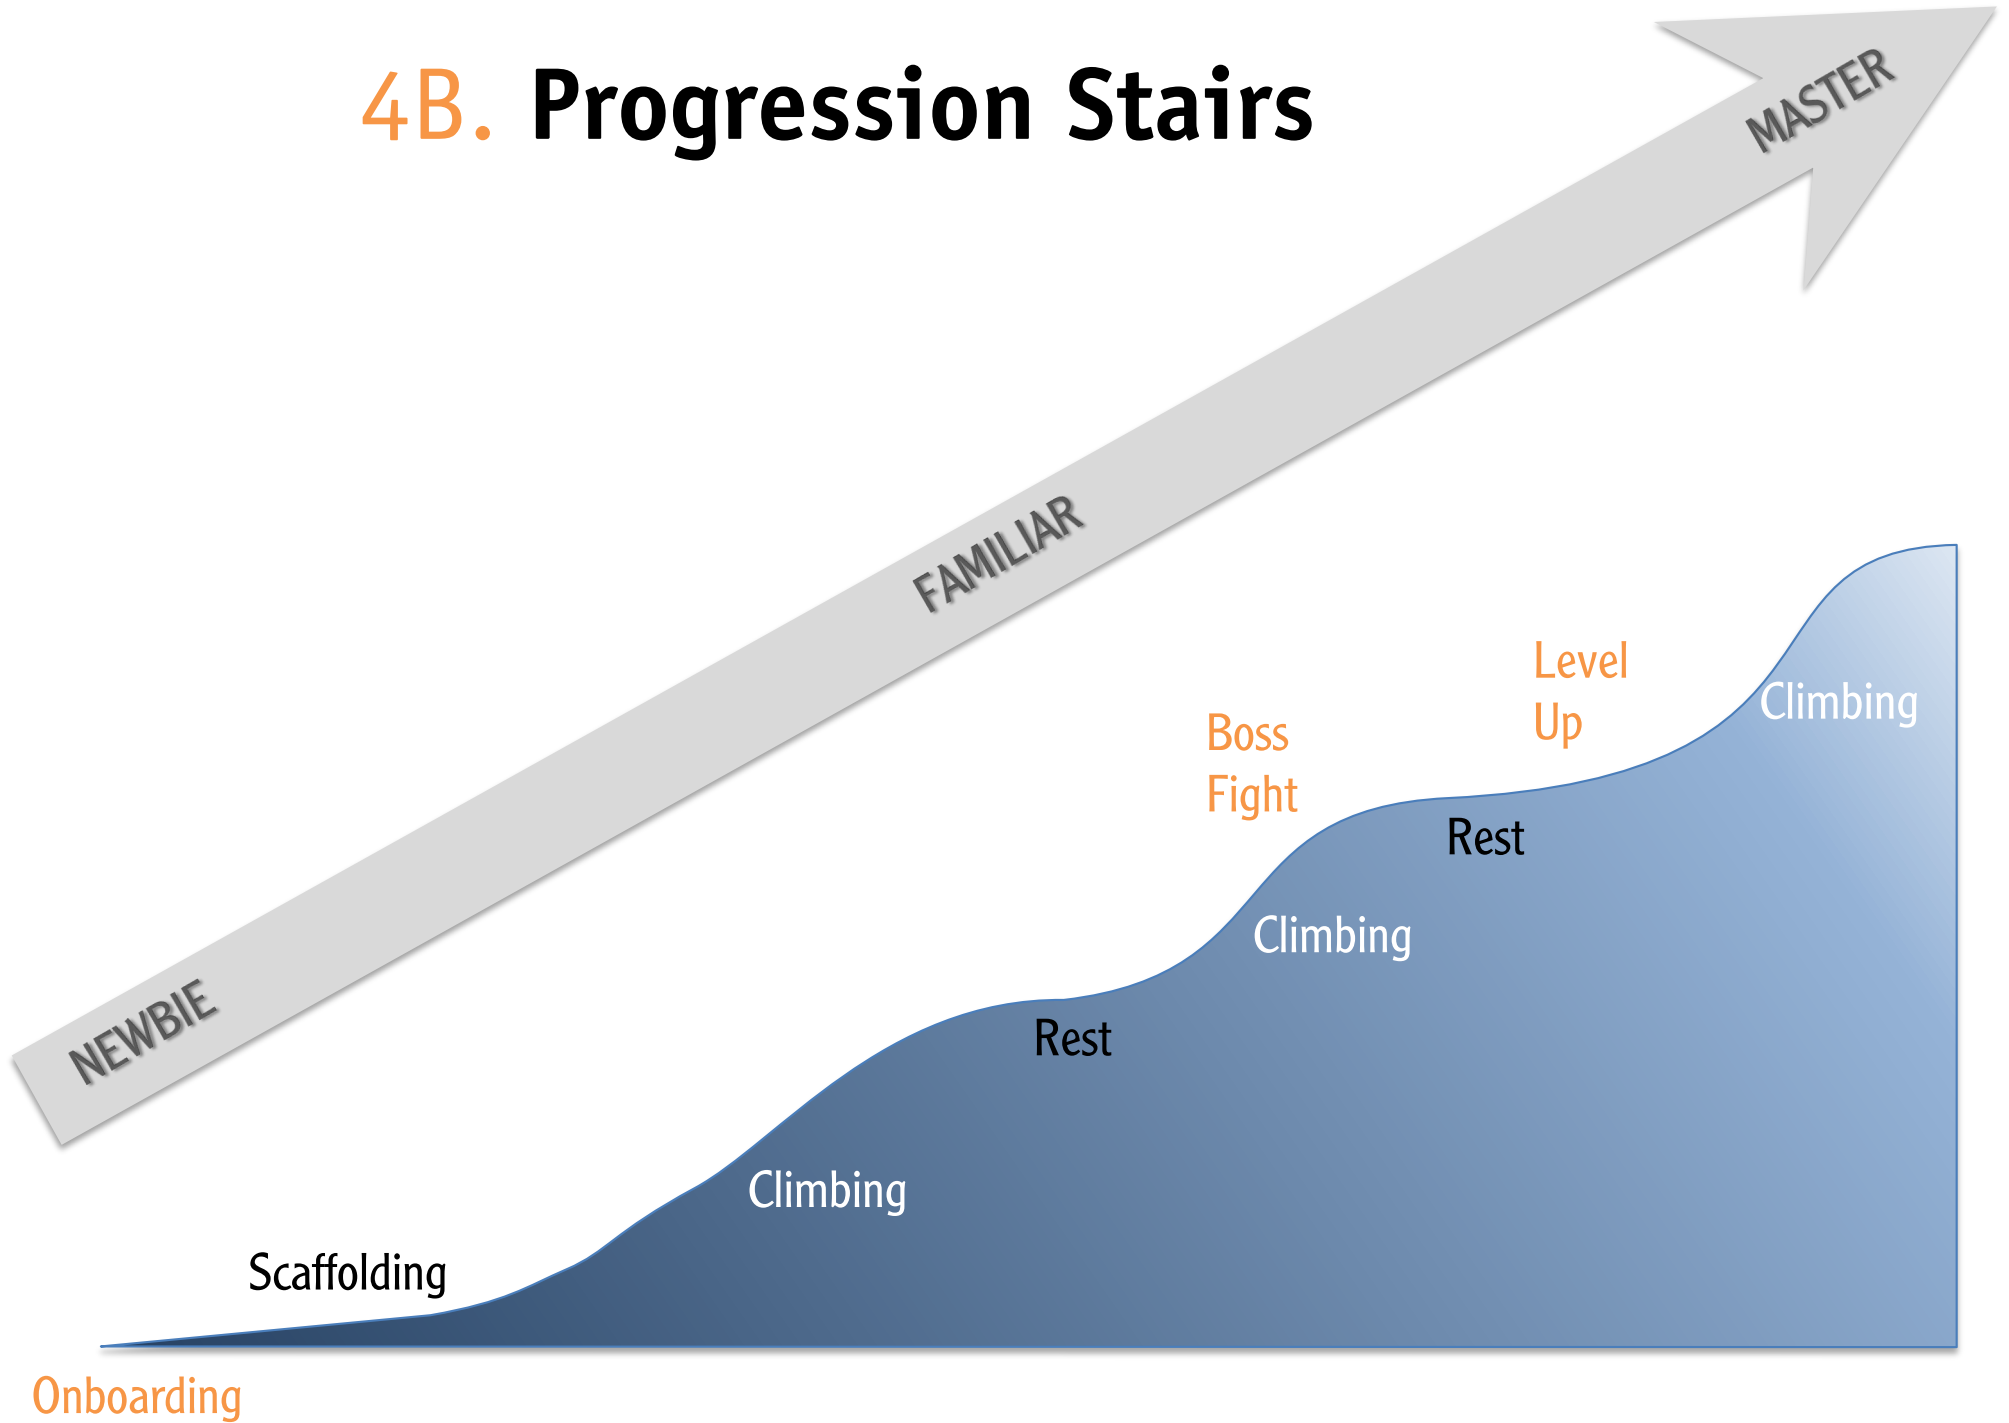 4B. Progression Stairs
MASTER
FAMILIAR
NEWBIE
Level
Up
Climbing
Boss
Fight
Rest
Climbing
Rest
Climbing
Scaffolding
Onboarding